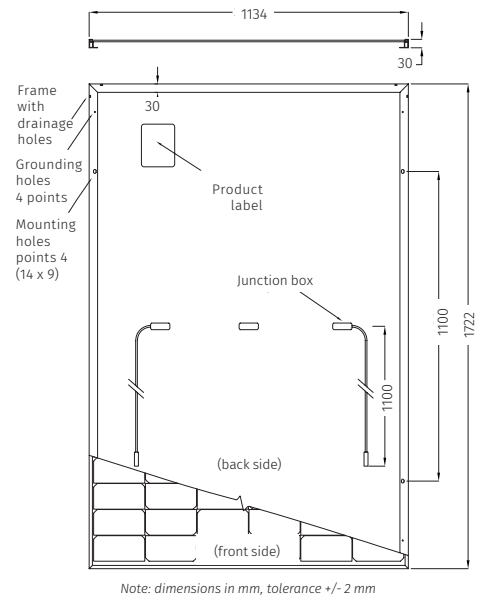 1134
30
Frame
with
drainage
holes
30
Grounding
holes
4 points
Product
label
Mounting
holes
points 4
(14 x 9)
Junction box
1100
1722
1100
(back side)
(front side)
Note: dimensions in mm, tolerance +/- 2 mm